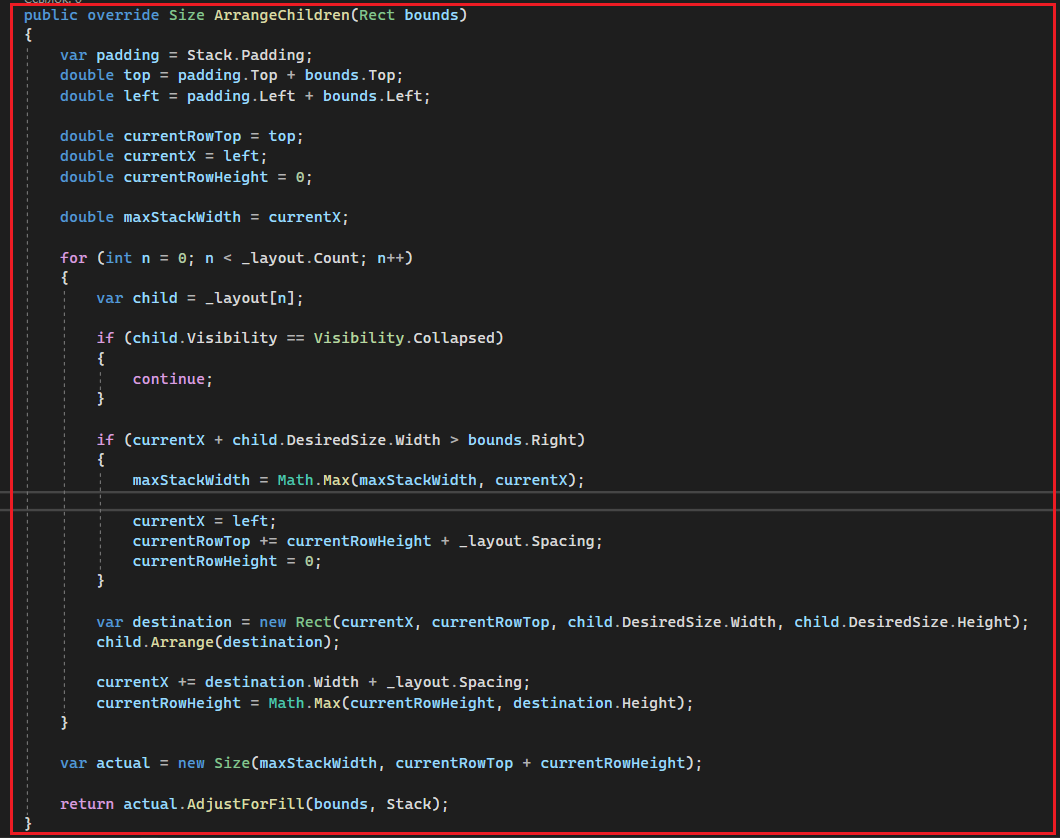 public override Size ArrangeChildren(Rect bounds)
{
    var padding = Stack.Padding;
    double top = padding.Top + bounds.Top;
    double left = padding.Left + bounds.Left;

    double currentRowTop = top;
    double currentX = left;
    double currentRowHeight = 0;

    double maxStackWidth = currentX;

    for (int n = 0; n < _layout.Count; n++)
    {
        var child = _layout[n];

        if (child.Visibility == Visibility.Collapsed)
        {
            continue;
        }

        if (currentX + child.DesiredSize.Width > bounds.Right)
        {
            maxStackWidth = Math.Max(maxStackWidth, currentX);

            currentX = left;
            currentRowTop += currentRowHeight + _layout.Spacing;
            currentRowHeight = 0;
        }

        var destination = new Rect(currentX, currentRowTop, child.DesiredSize.Width, child.DesiredSize.Height);
        child.Arrange(destination);

        currentX += destination.Width + _layout.Spacing;
        currentRowHeight = Math.Max(currentRowHeight, destination.Height);
    }

    var actual = new Size(maxStackWidth, currentRowTop + currentRowHeight);

    return actual.AdjustForFill(bounds, Stack);
}